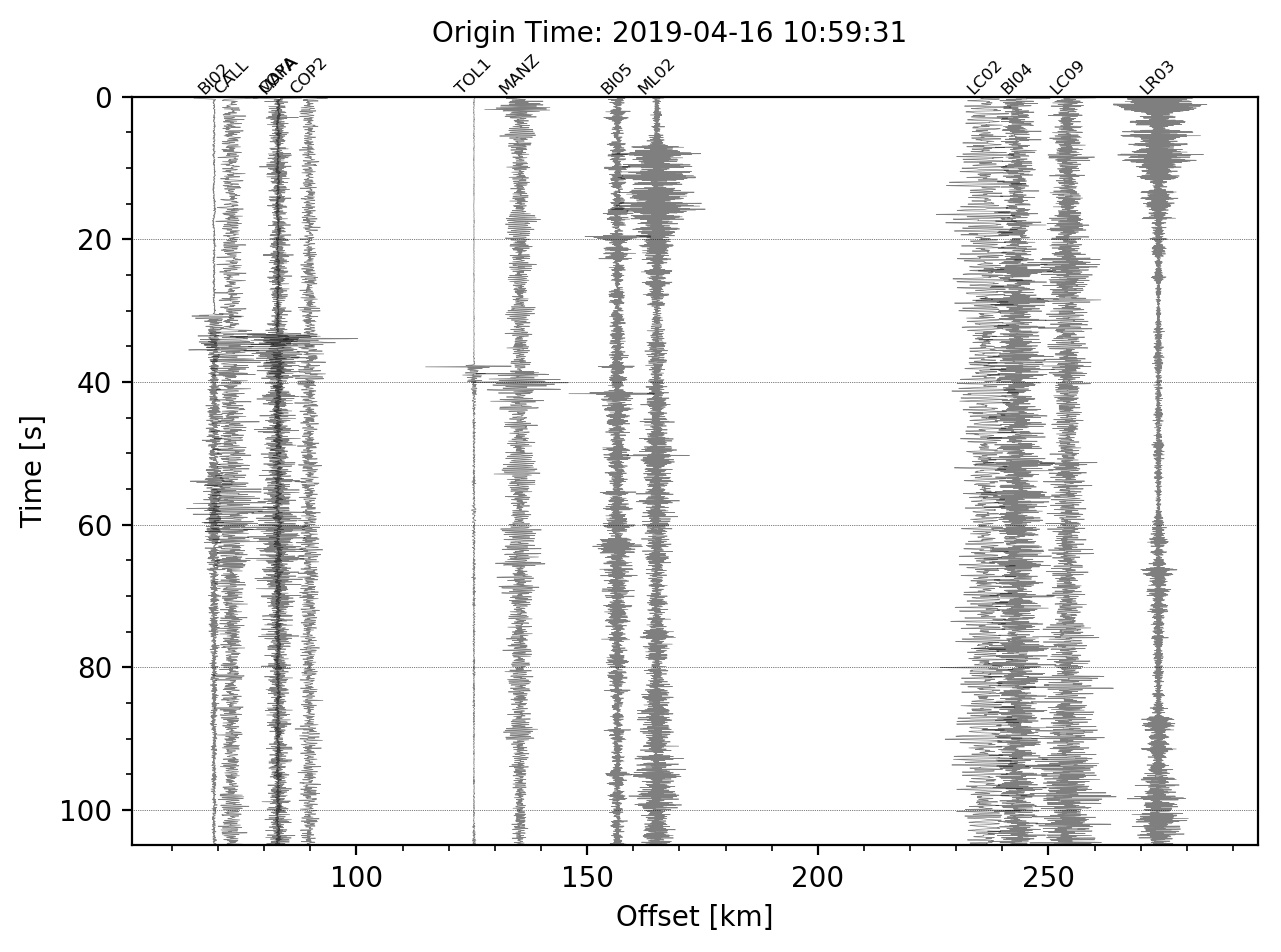 Origin Time: 2019-04-16 10:59:31
BI02 CALL COP2 TOL1 MANZ BI05 ML02 LC02 BI04 LC09 LR03
0
20
40
60
80
100
Time [s]
100 150 200 250
Offset [km]